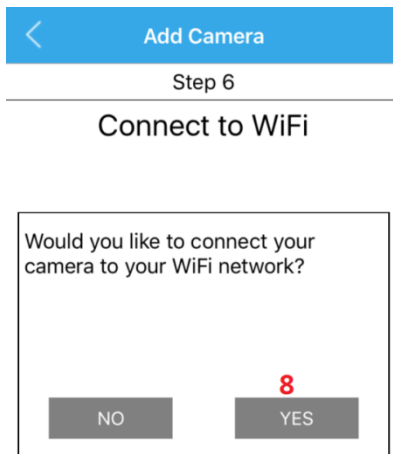 Add Camera
Step 6
Connect to WiFi
Would you like to connect your
camera to your WiFi network?
8
NO YES